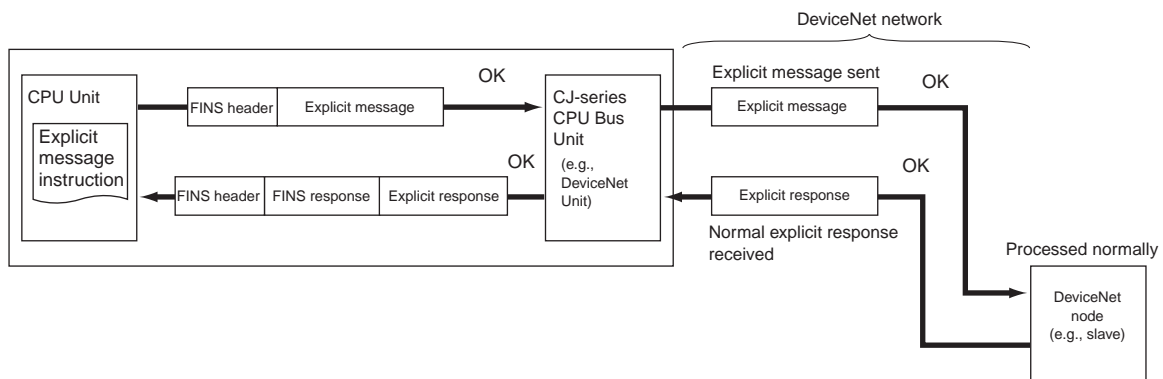 DeviceNet network
CPU Unit
Explicit
message
instruction
FINS header
Explicit message
OK
CJ-series
CPU Bus
Unit
(e.g.,
DeviceNet
Unit)
Explicit message sent
Explicit message
OK
FINS header
FINS response
Explicit response
OK
Explicit response
OK
Normal explicit response
received
Processed normally
DeviceNet
node
(e.g., slave)